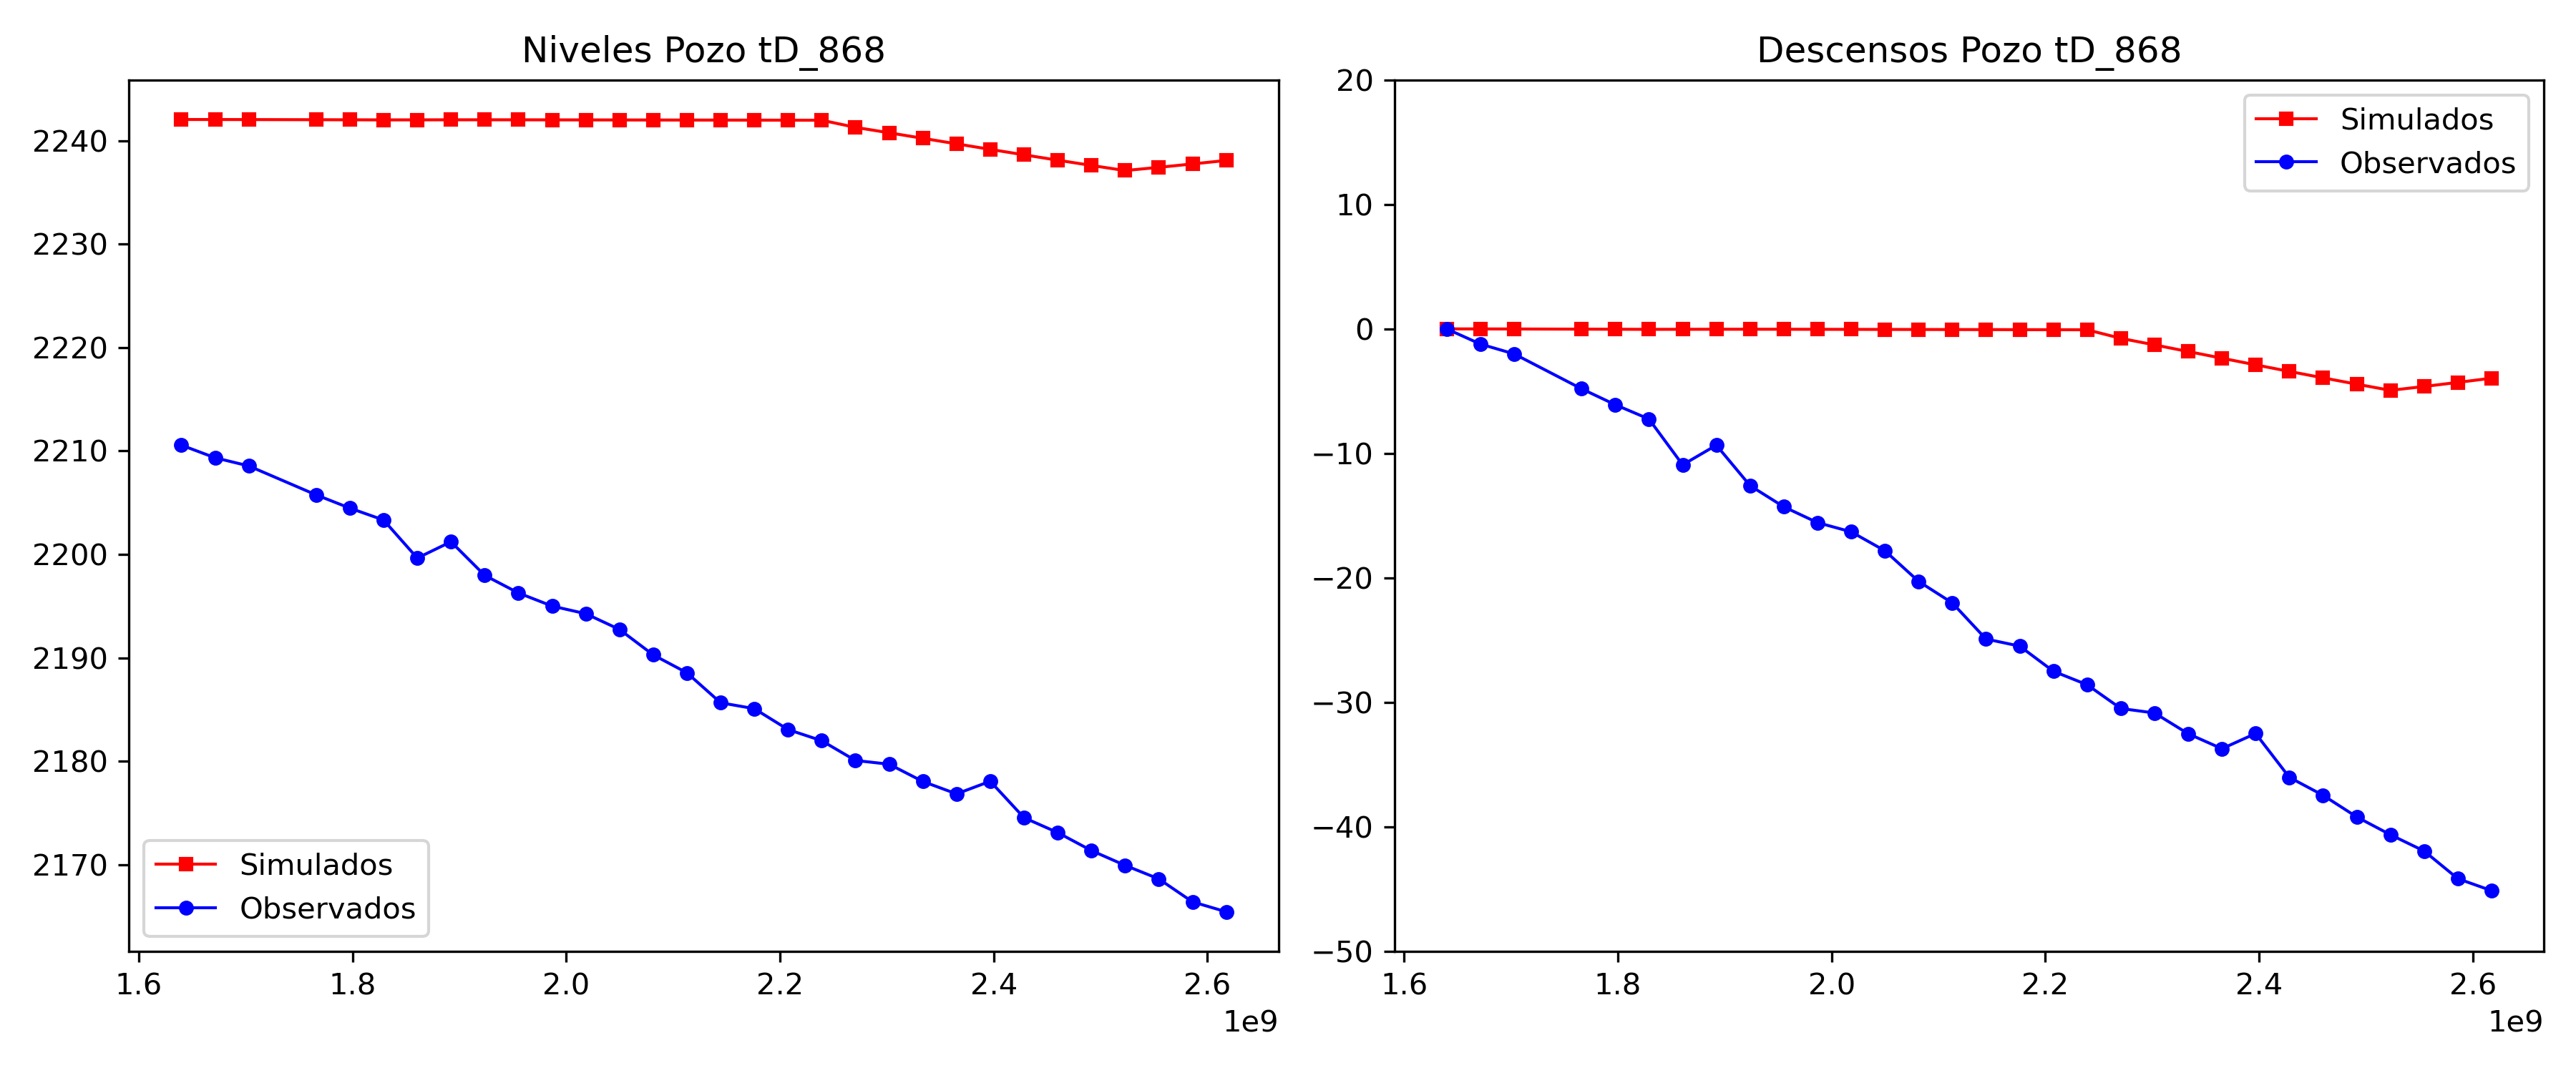 Niveles Pozo tD_868
2240
2230
2220
2210
2200
2190
2180
2170
Simulados
Observados
1.6 1.8 2.0 2.2 2.4 2.6
1e9
Descensos Pozo tD_868
20
10
0
−10
−20
−30
−40
−50
Simulados
Observados
1.6 1.8 2.0 2.2 2.4 2.6
1e9